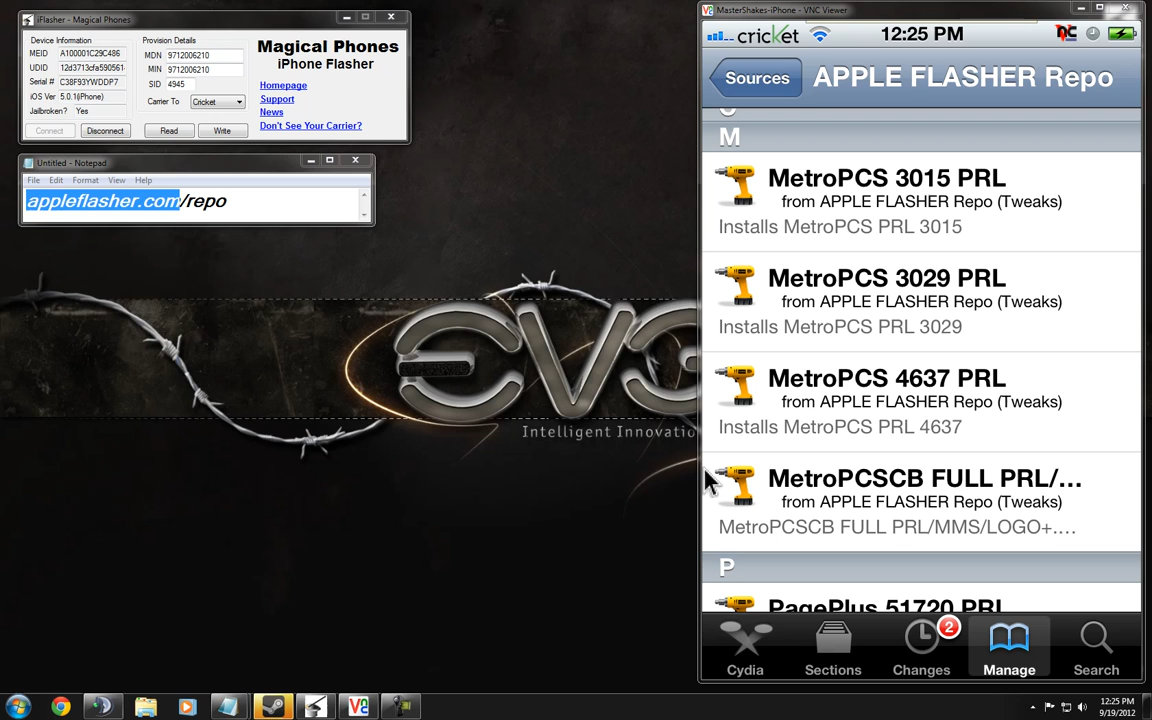 iFlasher - Magical Phones
Device Information
MEID A100001C29C486
UDID 12d3713cfa590561
Serial # C38F93YWDDP7
iOS Ver 5.0.1(iPhone)
Jailbroken? Yes
Connect Disconnect
Provision Details
MDN 9712006210
MIN 9712006210
SID 4945
Carrier To Cricket
Read Write
Magical Phones
iPhone Flasher
Homepage
Support
News
Don't See Your Carrier?
Untitled - Notepad
File Edit Format View Help
appleflasher.com/repo
Intelligent Innovatio
MasterShakes-iPhone - VNC Viewer
cricket 12:25 PM
Sources APPLE FLASHER Repo
M
MetroPCS 3015 PRL
from APPLE FLASHER Repo (Tweaks)
Installs MetroPCS PRL 3015
MetroPCS 3029 PRL
from APPLE FLASHER Repo (Tweaks)
Installs MetroPCS PRL 3029
MetroPCS 4637 PRL
from APPLE FLASHER Repo (Tweaks)
Installs MetroPCS PRL 4637
MetroPCSCB FULL PRL/...
from APPLE FLASHER Repo (Tweaks)
MetroPCSCB FULL PRL/MMS/LOGO+....
P
PagePlus 51720 PRL
2
Cydia Sections Changes Manage Search
12:25 PM
9/19/2012